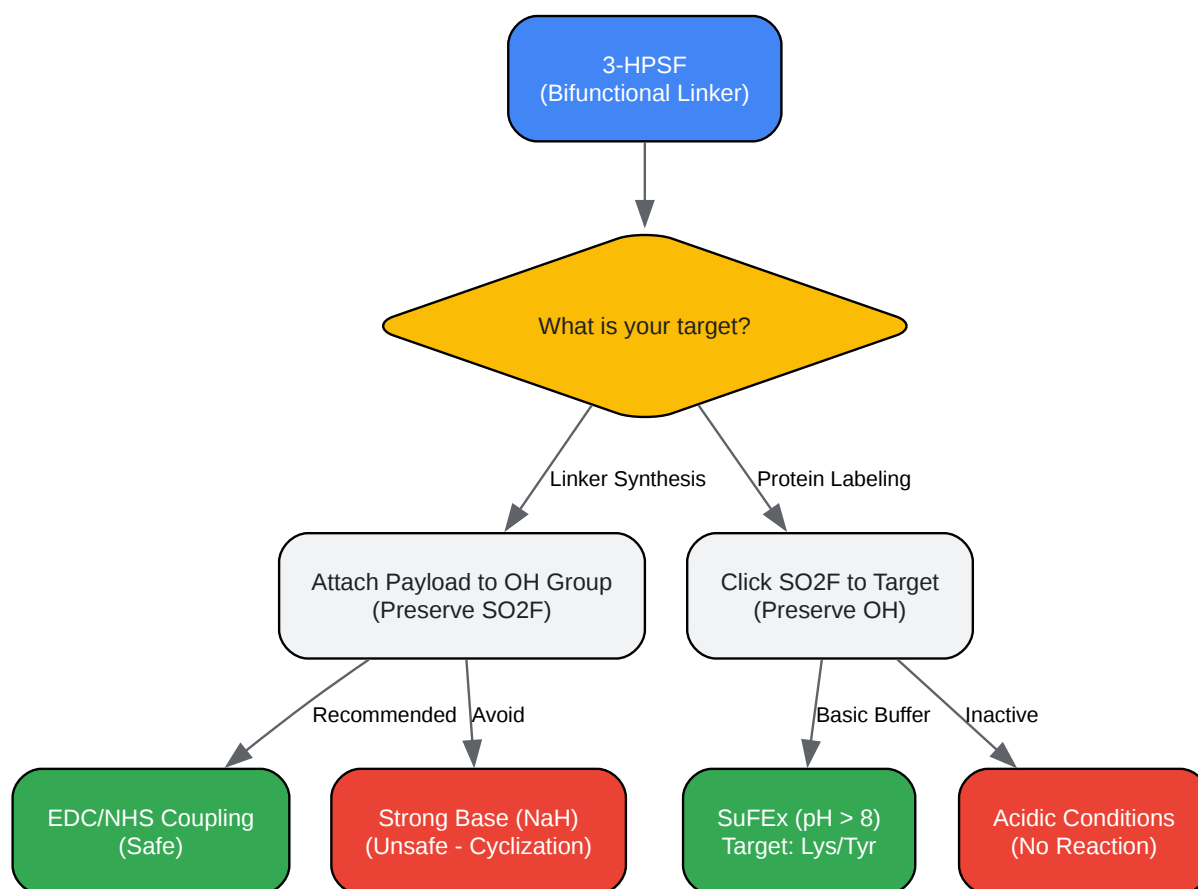 3-HPSF
(Bifunctional Linker)
What is your target?
Linker Synthesis
Protein Labeling
Attach Payload to OH Group
(Preserve SO2F)
Click SO2F to Target
(Preserve OH)
Recommended
Avoid
Basic Buffer
Inactive
EDC/NHS Coupling
(Safe)
Strong Base (NaH)
(Unsafe - Cyclization)
SuFEx (pH > 8)
Target: Lys/Tyr
Acidic Conditions
(No Reaction)